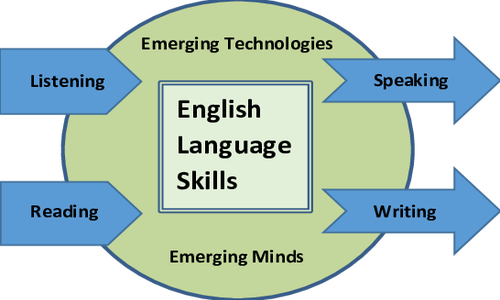 Emerging Technologies
Listening
Speaking
English
Language
Skills
Reading
Writing
Emerging Minds